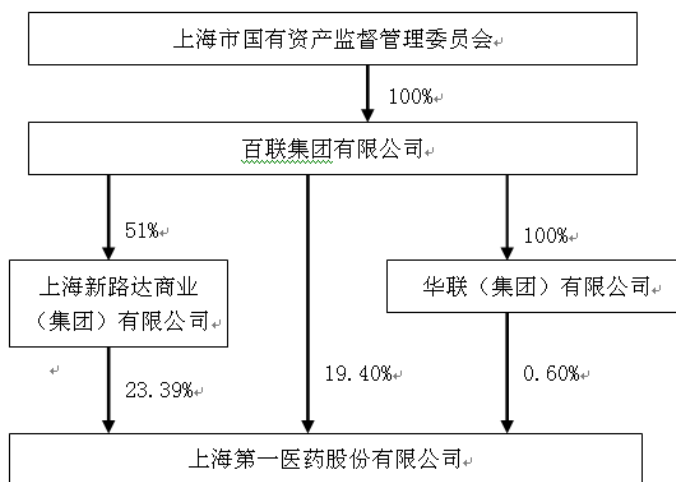 上海市国有资产监督管理委员会
100%
百联集团有限公司
51%
100%
上海新路达商业
（集团）有限公司
华联（集团）有限公司
23.39%
19.40%
0.60%
上海第一医药股份有限公司